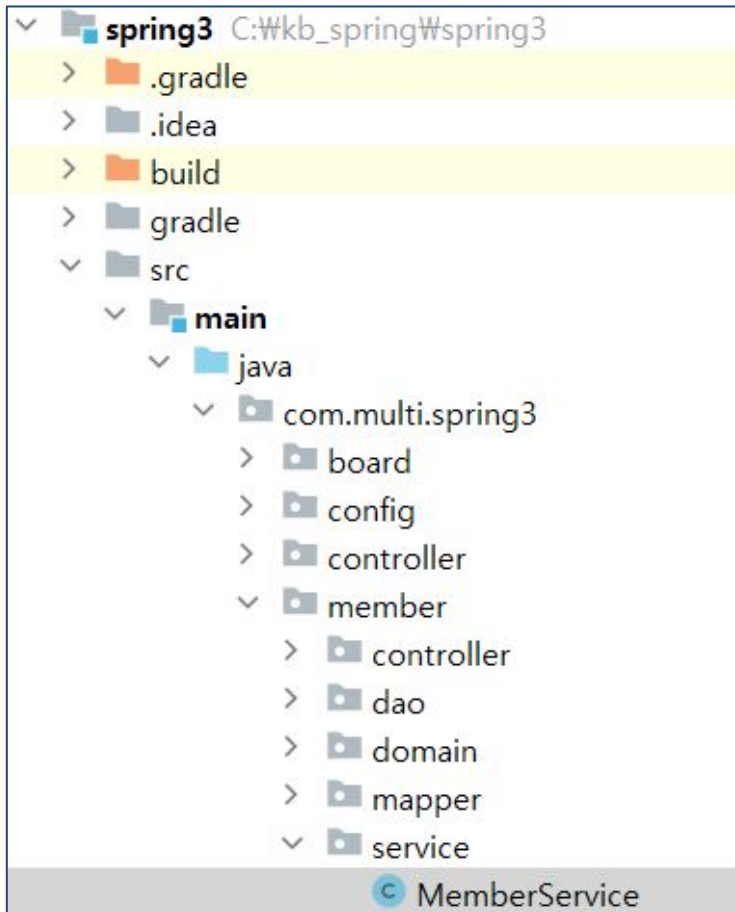 spring3 C:₩kb_spring₩spring3
.gradle
.idea
build
gradle
src
main
java
com.multi.spring3
board
config
controller
member
controller
dao
domain
mapper
service
C MemberService